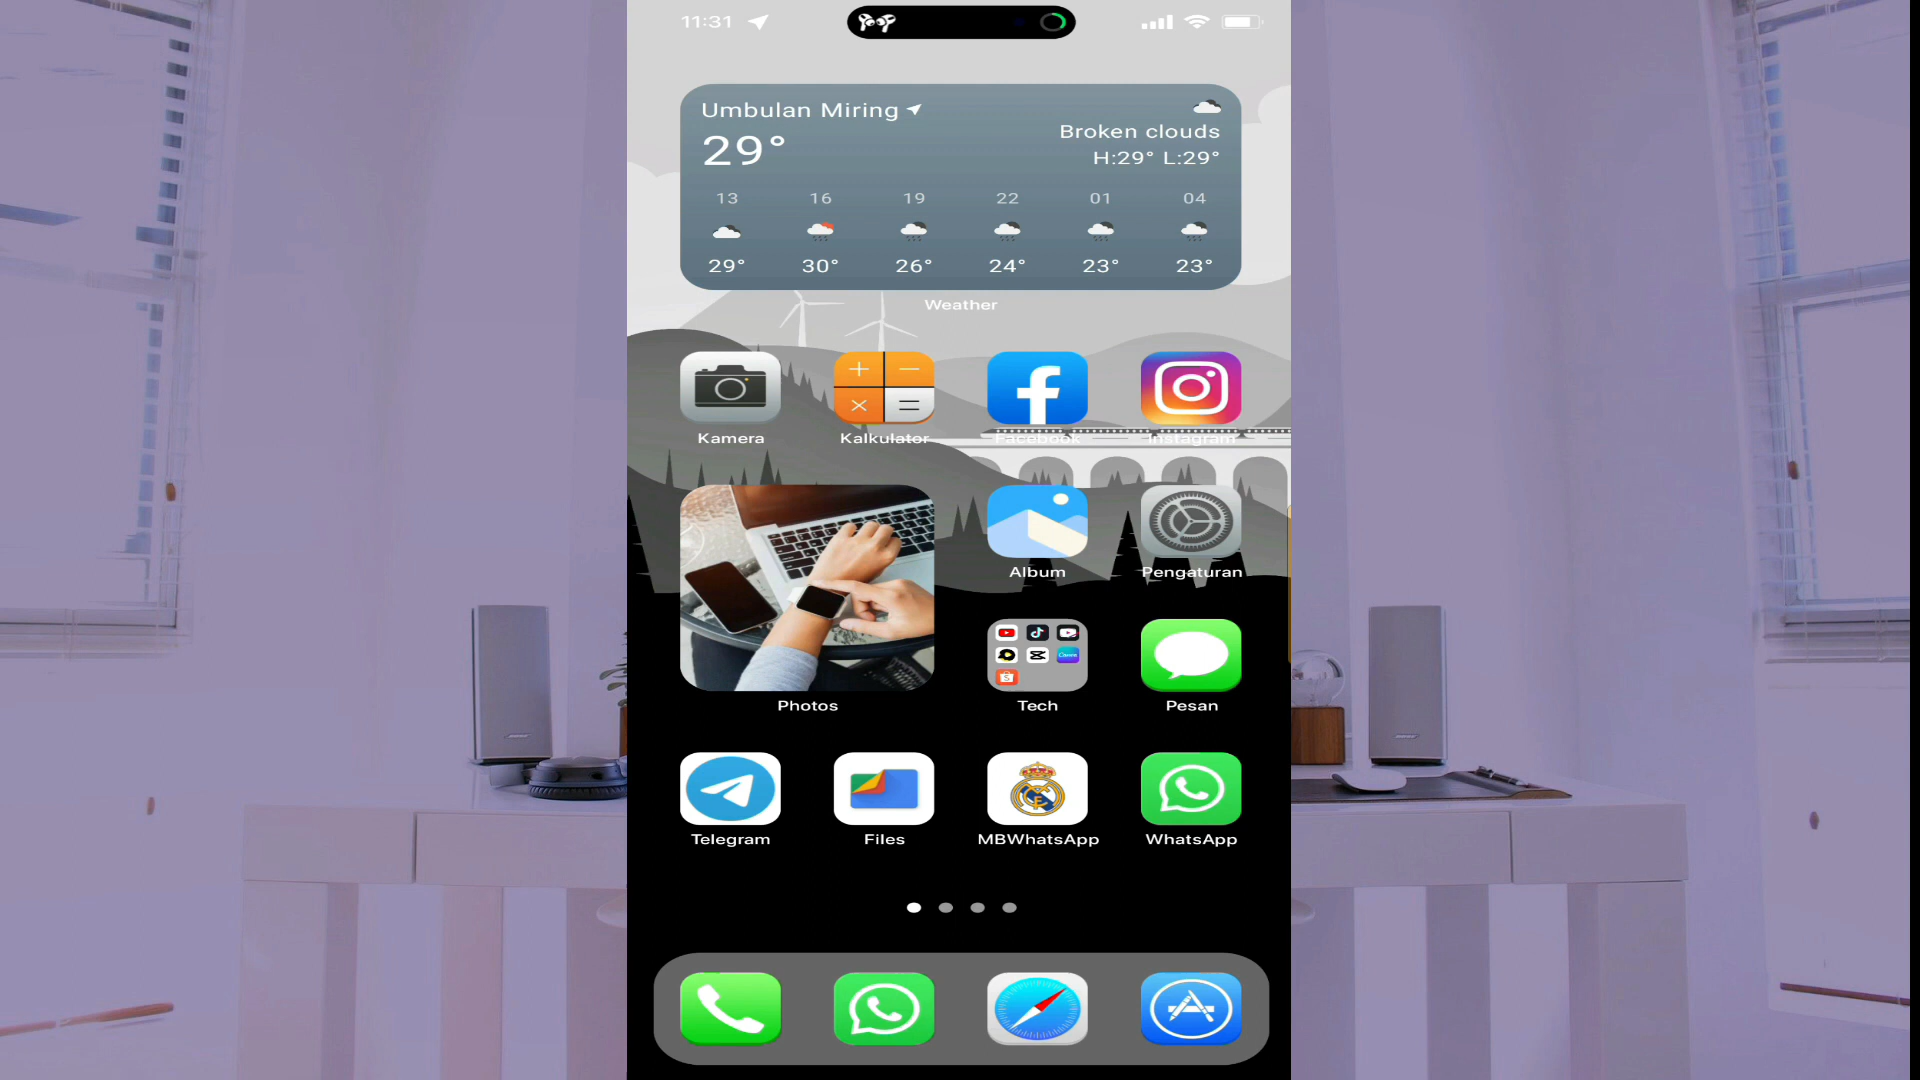 11:31
Umbulan Miring
29°
Broken clouds
H:29° L:29°
13 16 19 22 01 04
29° 30° 26° 24° 23° 23°
Weather
Kamera Kalkulator Facebook Instagram
Album Pengaturan
Photos Tech Pesan
Telegram Files MBWhatsApp WhatsApp